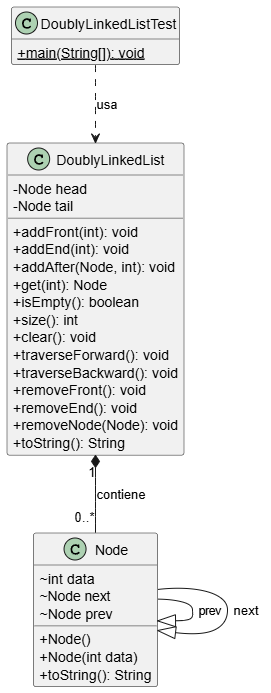 C DoublyLinkedListTest
+main(String[]): void
usa
C DoublyLinkedList
-Node head
-Node tail
+addFront(int): void
+addEnd(int): void
+addAfter(Node, int): void
+get(int): Node
+isEmpty(): boolean
+size(): int
+clear(): void
+traverseForward(): void
+traverseBackward(): void
+removeFront(): void
+removeEnd(): void
+removeNode(Node): void
+toString(): String
1
contiene
0..*
C Node
~int data
~Node next
~Node prev
prev
next
+Node()
+Node(int data)
+toString(): String